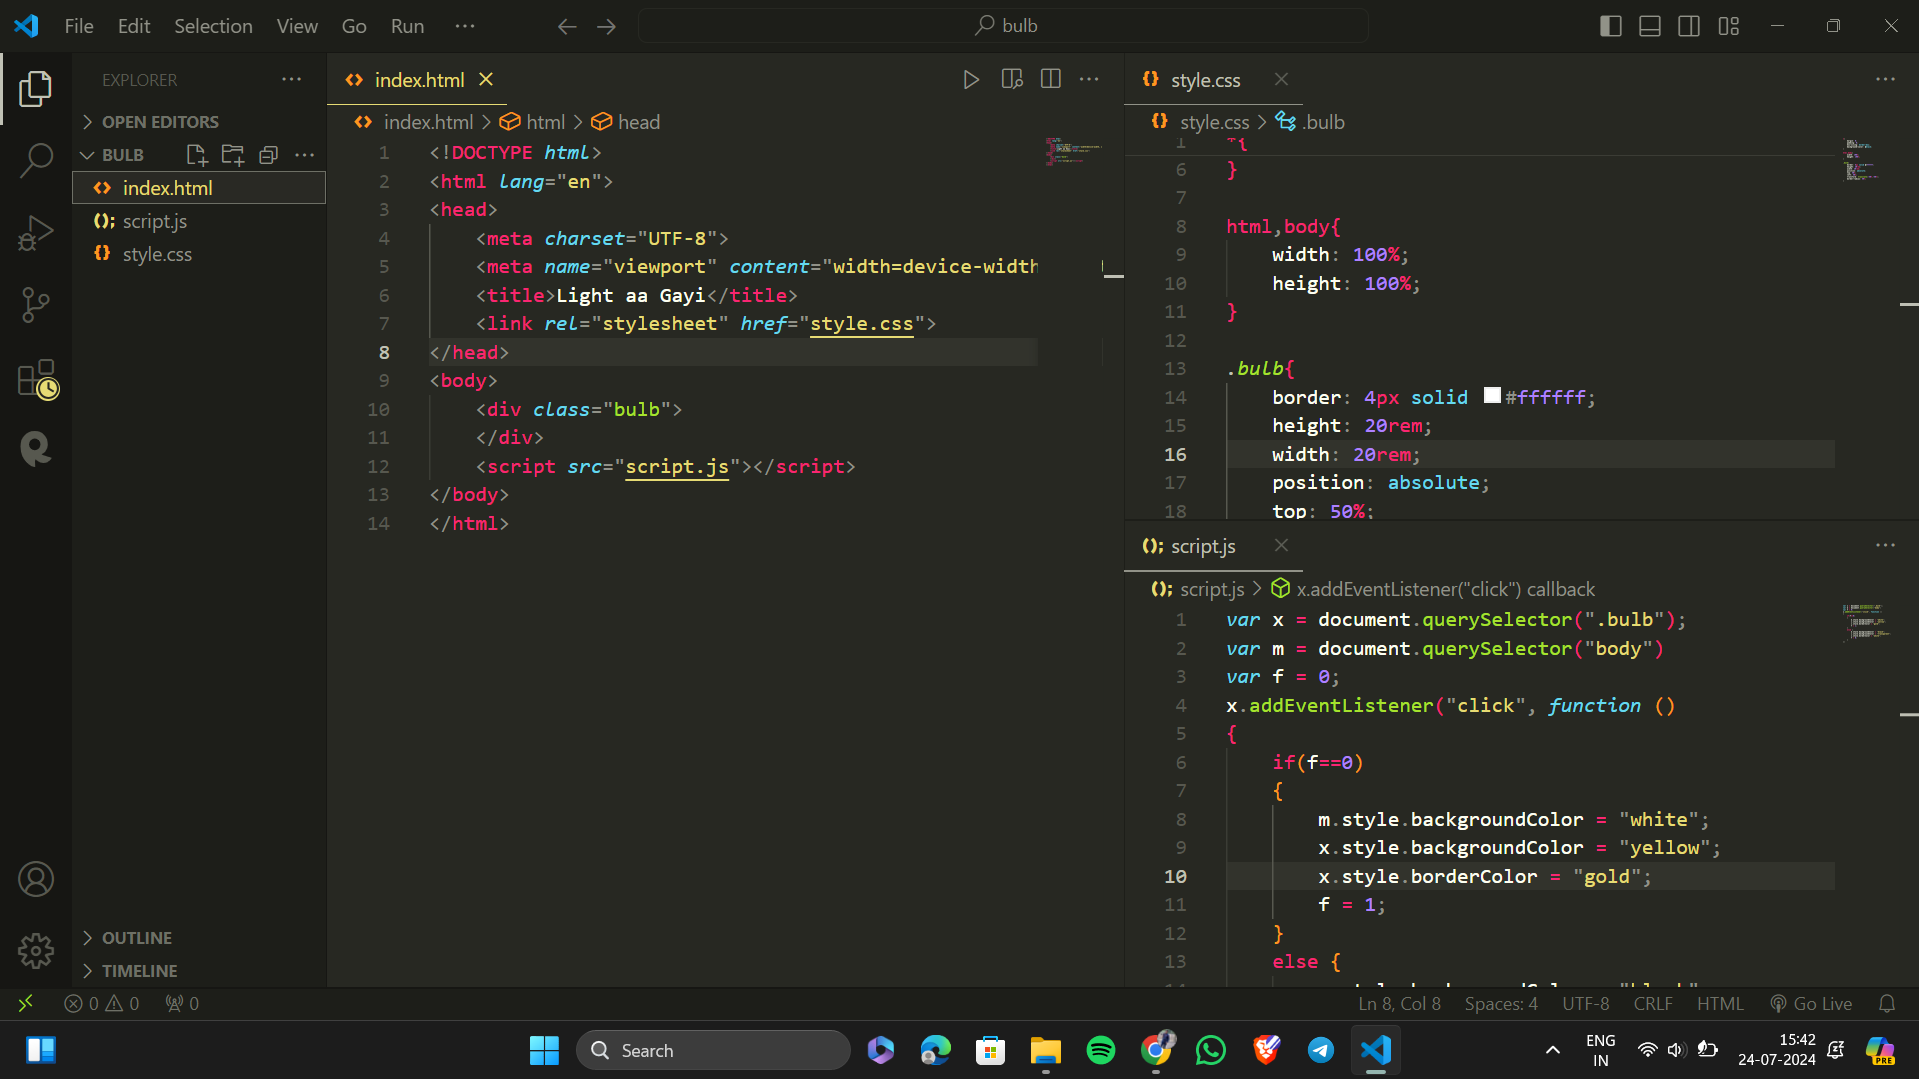 File Edit Selection View Go Run ··· bulb
EXPLORER
OPEN EDITORS
BULB
index.html
script.js
style.css
OUTLINE
TIMELINE
index.html
index.html > html > head
1 <!DOCTYPE html>
2 <html lang="en">
3 <head>
4 <meta charset="UTF-8">
5 <meta name="viewport" content="width=device-width
6 <title>Light aa Gayi</title>
7 <link rel="stylesheet" href="style.css">
8 </head>
9 <body>
10 <div class="bulb">
11 </div>
12 <script src="script.js"></script>
13 </body>
14 </html>
style.css
style.css > .bulb
1 *{
6 }
7
8 html,body{
9 width: 100%;
10 height: 100%;
11 }
12
13 .bulb{
14 border: 4px solid #ffffff;
15 height: 20rem;
16 width: 20rem;
17 position: absolute;
18 top: 50%;
script.js
script.js > x.addEventListener("click") callback
1 var x = document.querySelector(".bulb");
2 var m = document.querySelector("body")
3 var f = 0;
4 x.addEventListener("click", function ()
5 {
6 if(f==0)
7 {
8 m.style.backgroundColor = "white";
9 x.style.backgroundColor = "yellow";
10 x.style.borderColor = "gold";
11 f = 1;
12 }
13 else {
0 0 0
Ln 8, Col 8 Spaces: 4 UTF-8 CRLF HTML Go Live
Search
ENG
IN
15:42
24-07-2024
PRE